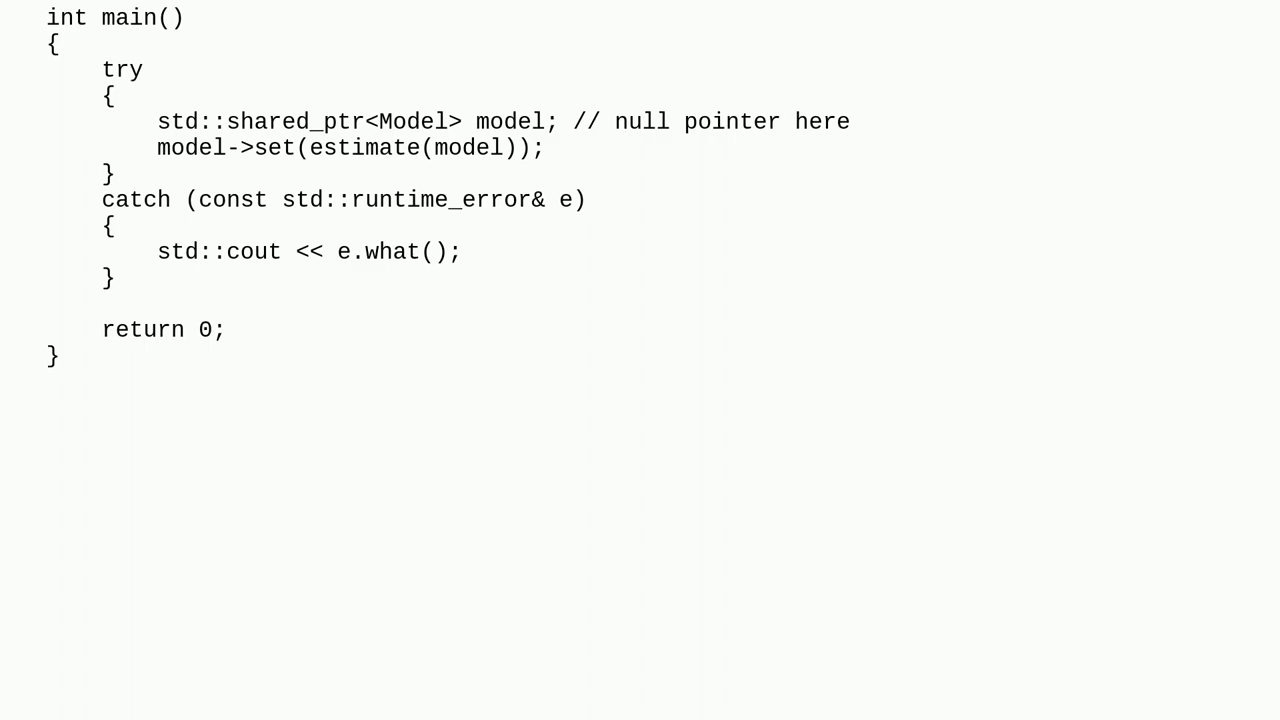 int main()
{
    try
    {
        std::shared_ptr<Model> model; // null pointer here
        model->set(estimate(model));
    }
    catch (const std::runtime_error& e)
    {
        std::cout << e.what();
    }

    return 0;
}